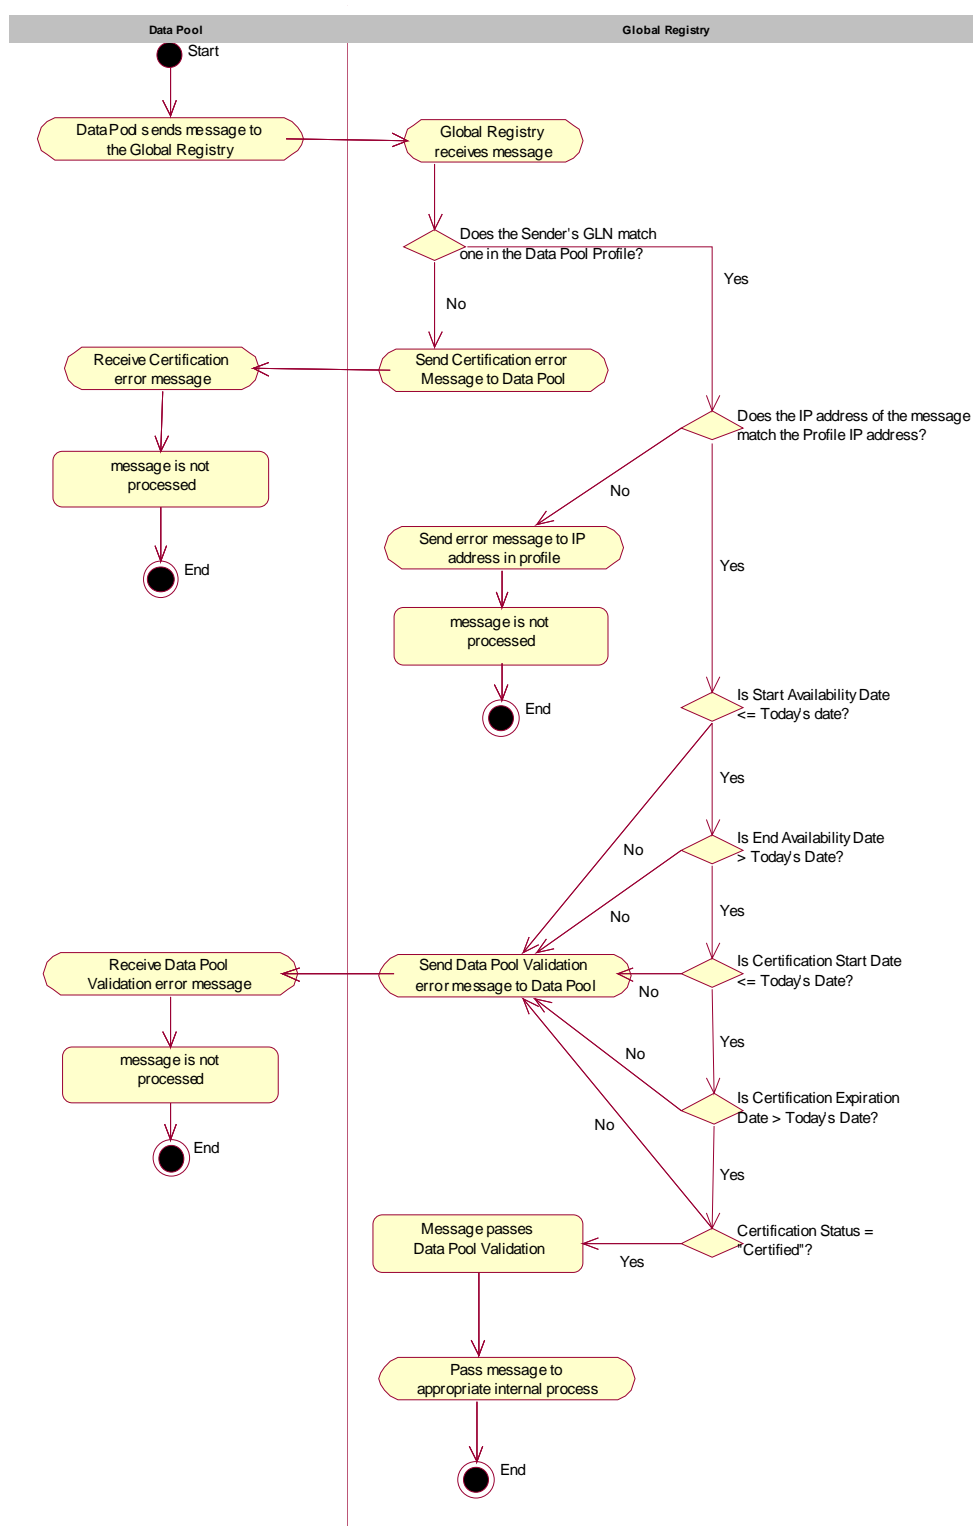 Data Pool
Global Registry
Start
Data Pool sends message to
the Global Registry
Global Registry
receives message
Does the Sender's GLN match
one in the Data Pool Profile?
Yes
No
Receive Certification
error message
Send Certification error
Message to Data Pool
Does the IP address of the message
match the Profile IP address?
message is not
processed
No
Send error message to IP
address in profile
End
Yes
message is not
processed
Is Start Availability Date
<= Today's date?
End
Yes
Is End Availability Date
> Today's Date?
No
No
Yes
Receive Data Pool
Validation error message
Send Data Pool Validation
error message to Data Pool
Is Certification Start Date
<= Today's Date?
No
Yes
message is not
processed
No
Is Certification Expiration
Date > Today's Date?
No
End
Yes
Message passes
Data Pool Validation
Certification Status =
"Certified"?
Yes
Pass message to
appropriate internal process
End